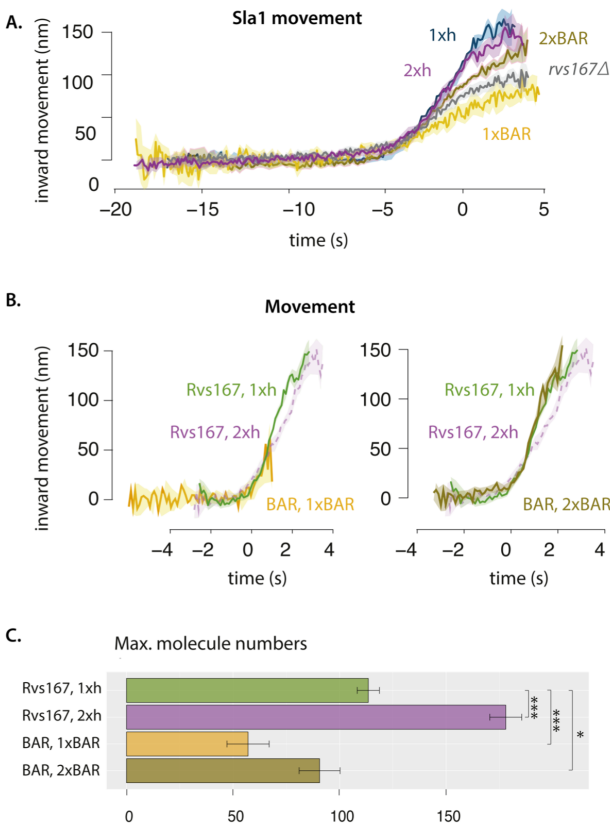 A.
Sla1 movement
inward movement (nm)
150
100
50
0
1xh
2xh
2xBAR
rvs167Δ
1xBAR
−20 −15 −10 −5 0 5
time (s)
B.
Movement
inward movement (nm)
150
100
50
0
Rvs167, 1xh
Rvs167, 2xh
BAR, 1xBAR
−4 −2 0 2 4
time (s)
150
100
50
0
Rvs167, 1xh
Rvs167, 2xh
BAR, 2xBAR
−4 −2 0 2 4
time (s)
C.
Max. molecule numbers
Rvs167, 1xh
Rvs167, 2xh
BAR, 1xBAR
BAR, 2xBAR
***
***
*
0 50 100 150